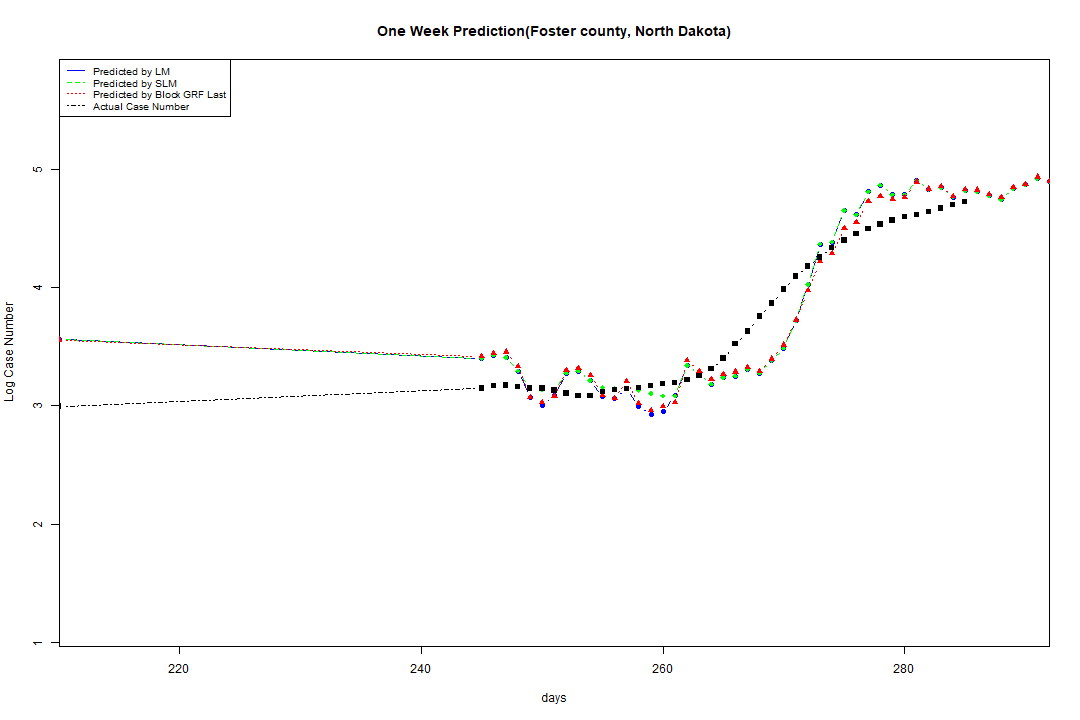 One Week Prediction(Foster county, North Dakota)
Predicted by LM
Predicted by SLM
Predicted by Block GRF Last
Actual Case Number
5
4
3
2
1
Log Case Number
220 240 260 280
days